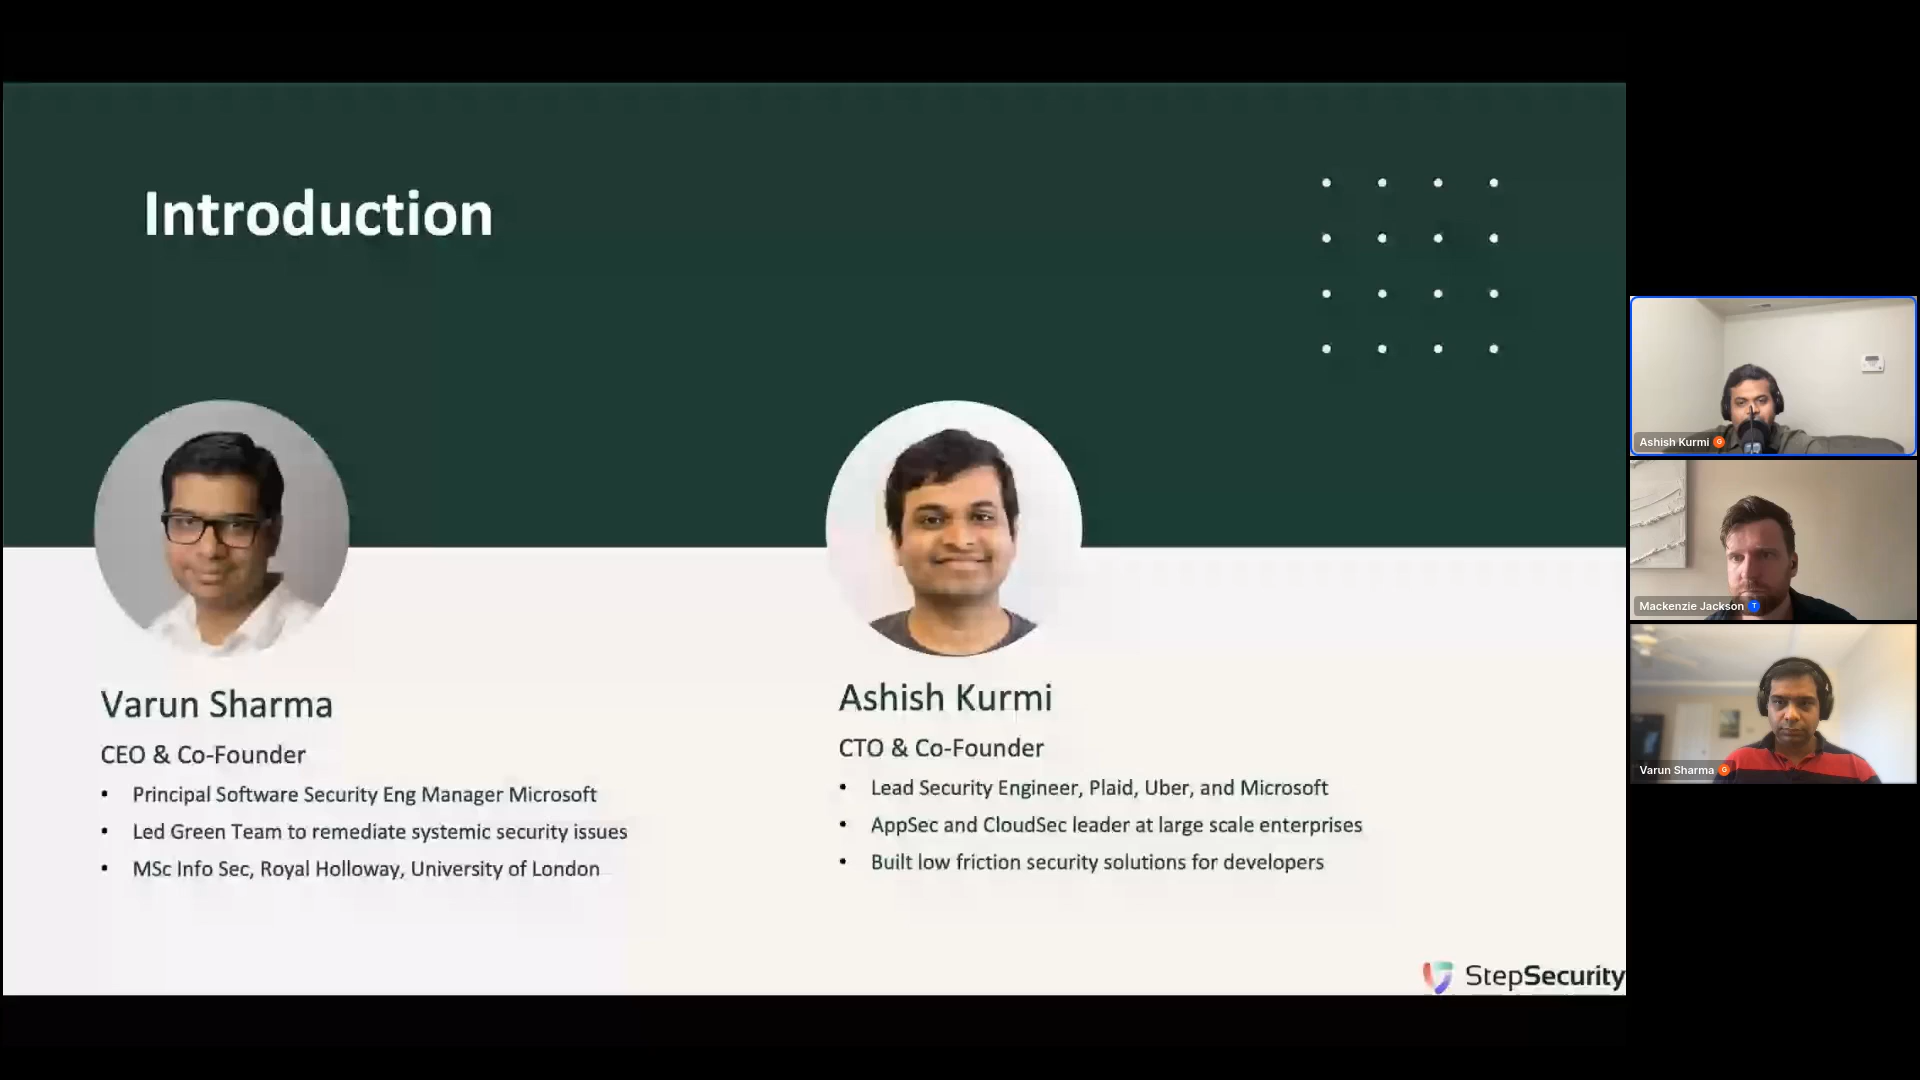 Introduction
Varun Sharma
CEO & Co-Founder
• Principal Software Security Eng Manager Microsoft
• Led Green Team to remediate systemic security issues
• MSc Info Sec, Royal Holloway, University of London
Ashish Kurmi
CTO & Co-Founder
• Lead Security Engineer, Plaid, Uber, and Microsoft
• AppSec and CloudSec leader at large scale enterprises
• Built low friction security solutions for developers
StepSecurity
Ashish Kurmi G
Mackenzie Jackson T
Varun Sharma G